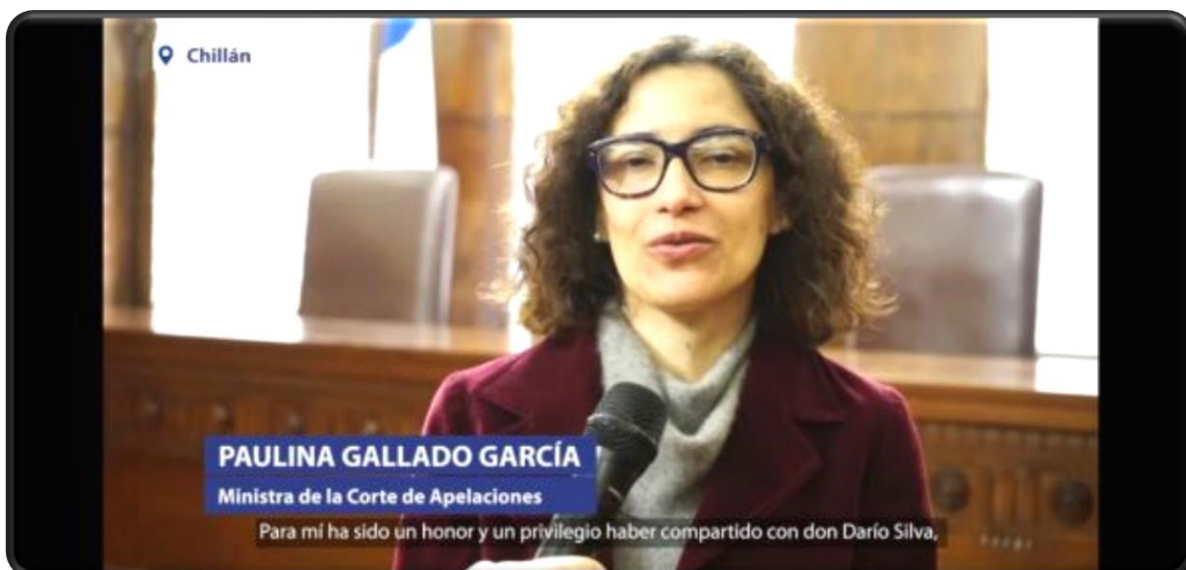 Chillán
PAULINA GALLADO GARCÍA
Ministra de la Corte de Apelaciones
Para mí ha sido un honor y un privilegio haber compartido con don Darío Silva,